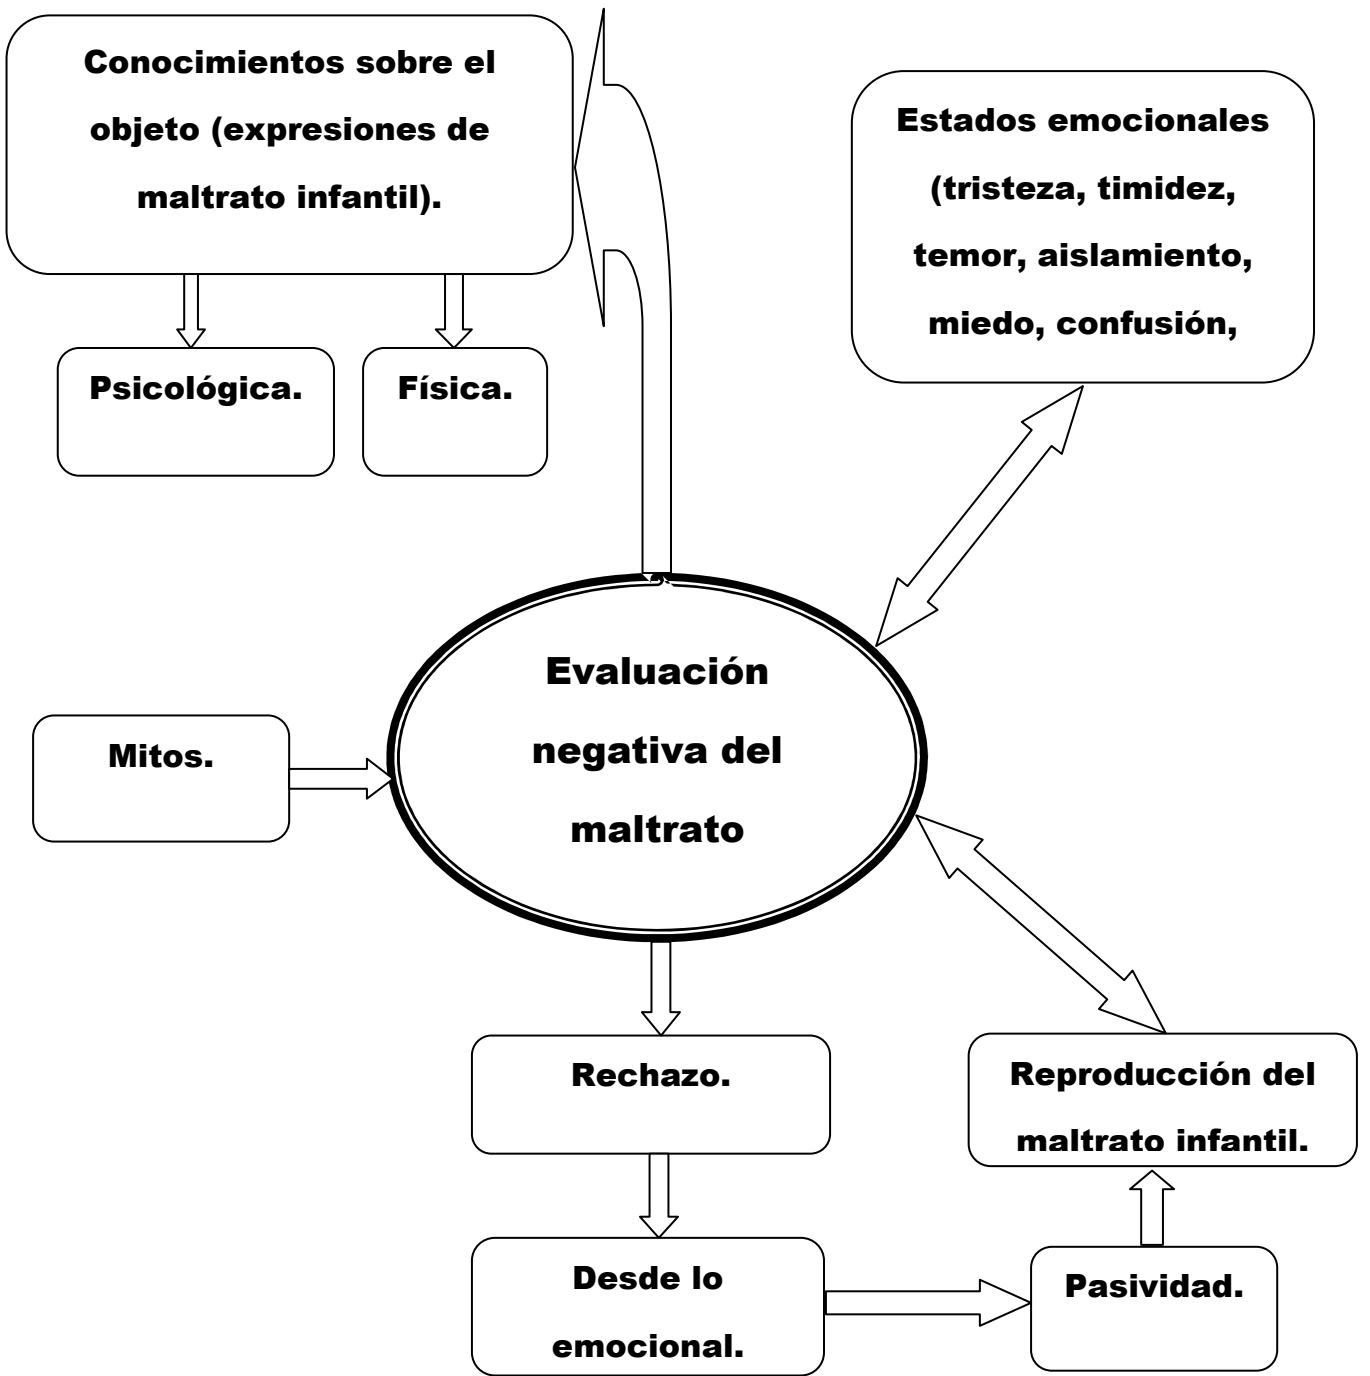 Conocimientos sobre el
objeto (expresiones de
maltrato infantil).
Estados emocionales
(tristeza, timidez,
temor, aislamiento,
miedo, confusión,
Psicológica.
Física.
Evaluación
negativa del
maltrato
Mitos.
Rechazo.
Reproducción del
maltrato infantil.
Desde lo
emocional.
Pasividad.